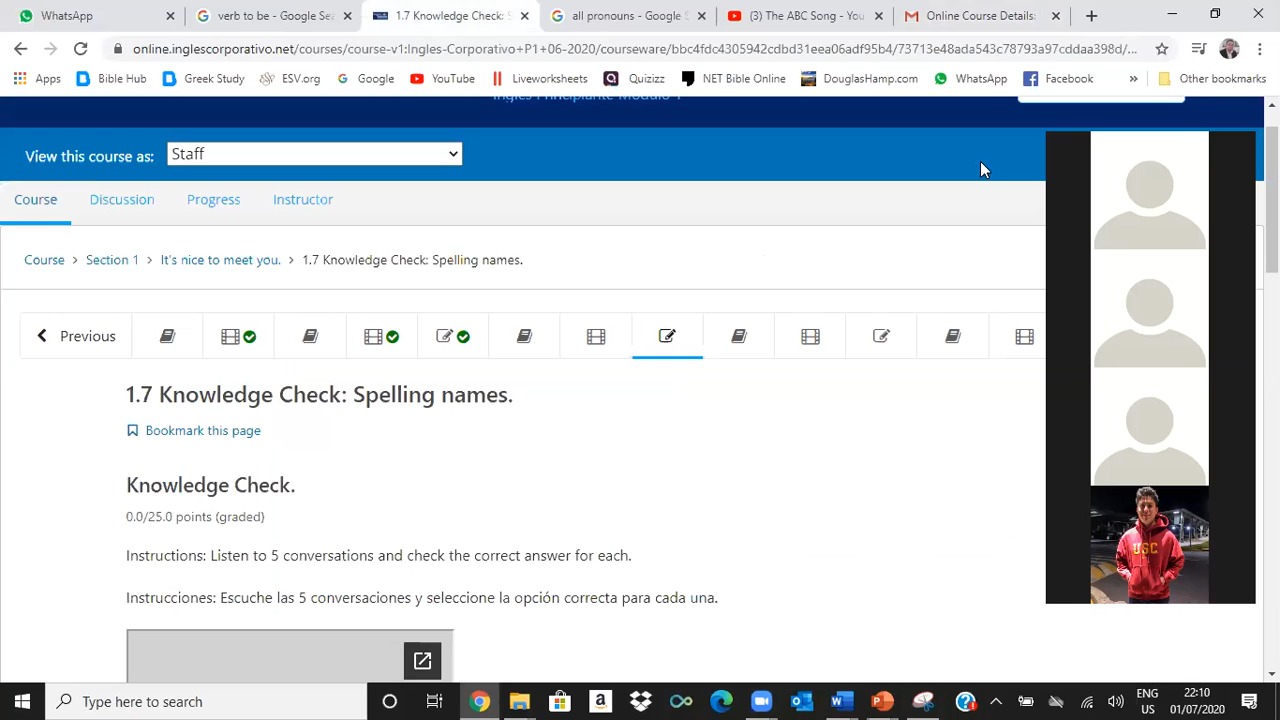 WhatsApp
verb to be - Google Se
1.7 Knowledge Check: S
all pronouns - Google S
(3) The ABC Song - You
Online Course Details:
online.inglescorporativo.net/courses/course-v1:Ingles-Corporativo+P1+06-2020/courseware/bbc4fdc4305942cdbd31eea06adf95b4/73713e48ada543c78793a97cddaa398d/...
Apps Bible Hub Greek Study ESV.org Google YouTube Liveworksheets Quizizz NET Bible Online DouglasHamp.com WhatsApp Facebook » Other bookmarks
Inglés Principiante Módulo 1
View this course as: Staff
Course Discussion Progress Instructor
Course > Section 1 > It's nice to meet you. > 1.7 Knowledge Check: Spelling names.
Previous
1.7 Knowledge Check: Spelling names.
Bookmark this page
Knowledge Check.
0.0/25.0 points (graded)
Instructions: Listen to 5 conversations and check the correct answer for each.
Instrucciones: Escuche las 5 conversaciones y seleccione la opción correcta para cada una.
USC
Type here to search
ENG
US
22:10
01/07/2020